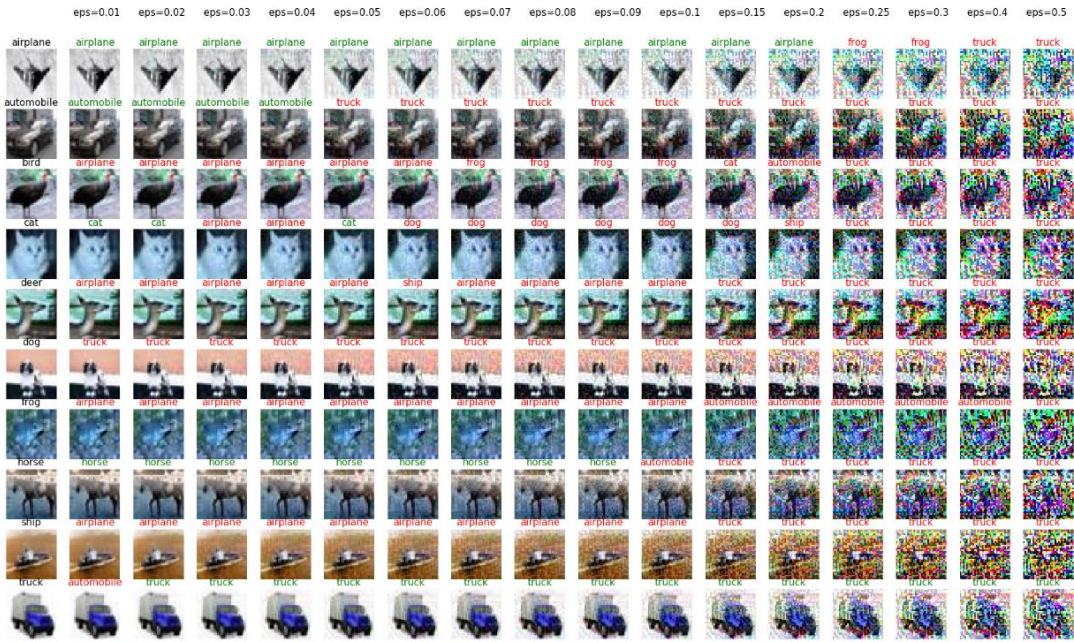 eps=0.01 eps=0.02 eps=0.03 eps=0.04 eps=0.05 eps=0.06 eps=0.07 eps=0.08 eps=0.09 eps=0.1 eps=0.15 eps=0.2 eps=0.25 eps=0.3 eps=0.4 eps=0.5
airplane airplane airplane airplane airplane airplane airplane airplane airplane airplane airplane airplane airplane frog frog truck truck
automobile automobile automobile automobile automobile truck truck truck truck truck truck truck truck truck truck truck truck
bird airplane airplane airplane airplane airplane airplane frog frog frog frog cat automobile truck truck truck truck
cat cat cat airplane airplane cat dog dog dog dog dog dog ship truck truck truck truck
deer airplane airplane airplane airplane airplane ship airplane airplane airplane airplane truck truck truck truck truck truck
dog truck truck truck truck truck truck truck truck truck truck truck truck truck truck truck truck
frog airplane airplane airplane airplane airplane airplane airplane airplane airplane airplane automobile automobile automobile automobile automobile truck
horse horse horse horse horse horse horse horse horse horse automobile truck truck truck truck truck truck
ship airplane airplane airplane airplane airplane airplane airplane airplane airplane airplane truck truck truck truck truck truck
truck automobile truck truck truck truck truck truck truck truck truck truck truck truck truck truck truck